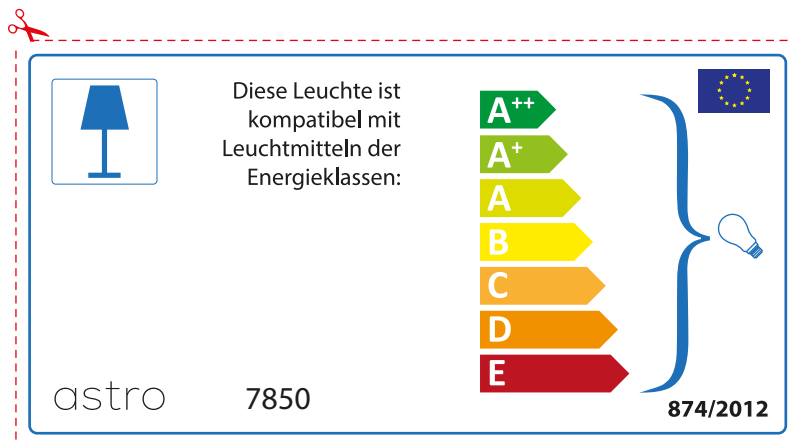 Diese Leuchte ist
kompatibel mit
Leuchtmitteln der
Energieklassen:
A++
A+
A
B
C
D
E
astro
7850
874/2012